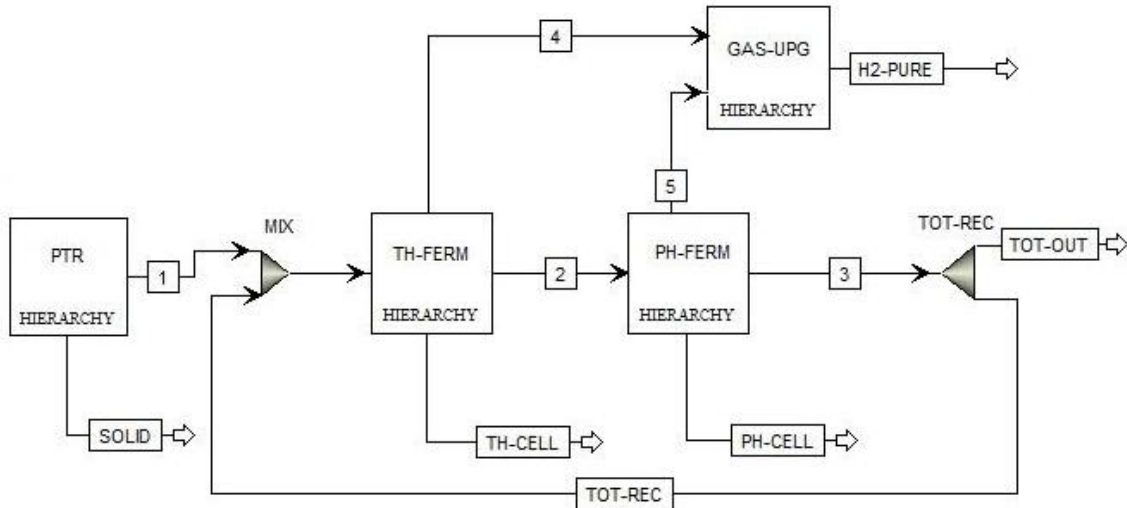 4
GAS-UPG
H2-PURE
HIERARCHY
5
MIX
TOT-REC
PTR
TH-FERM
PH-FERM
TOT-OUT
1
2
3
HIERARCHY
HIERARCHY
HIERARCHY
SOLID
TH-CELL
PH-CELL
TOT-REC